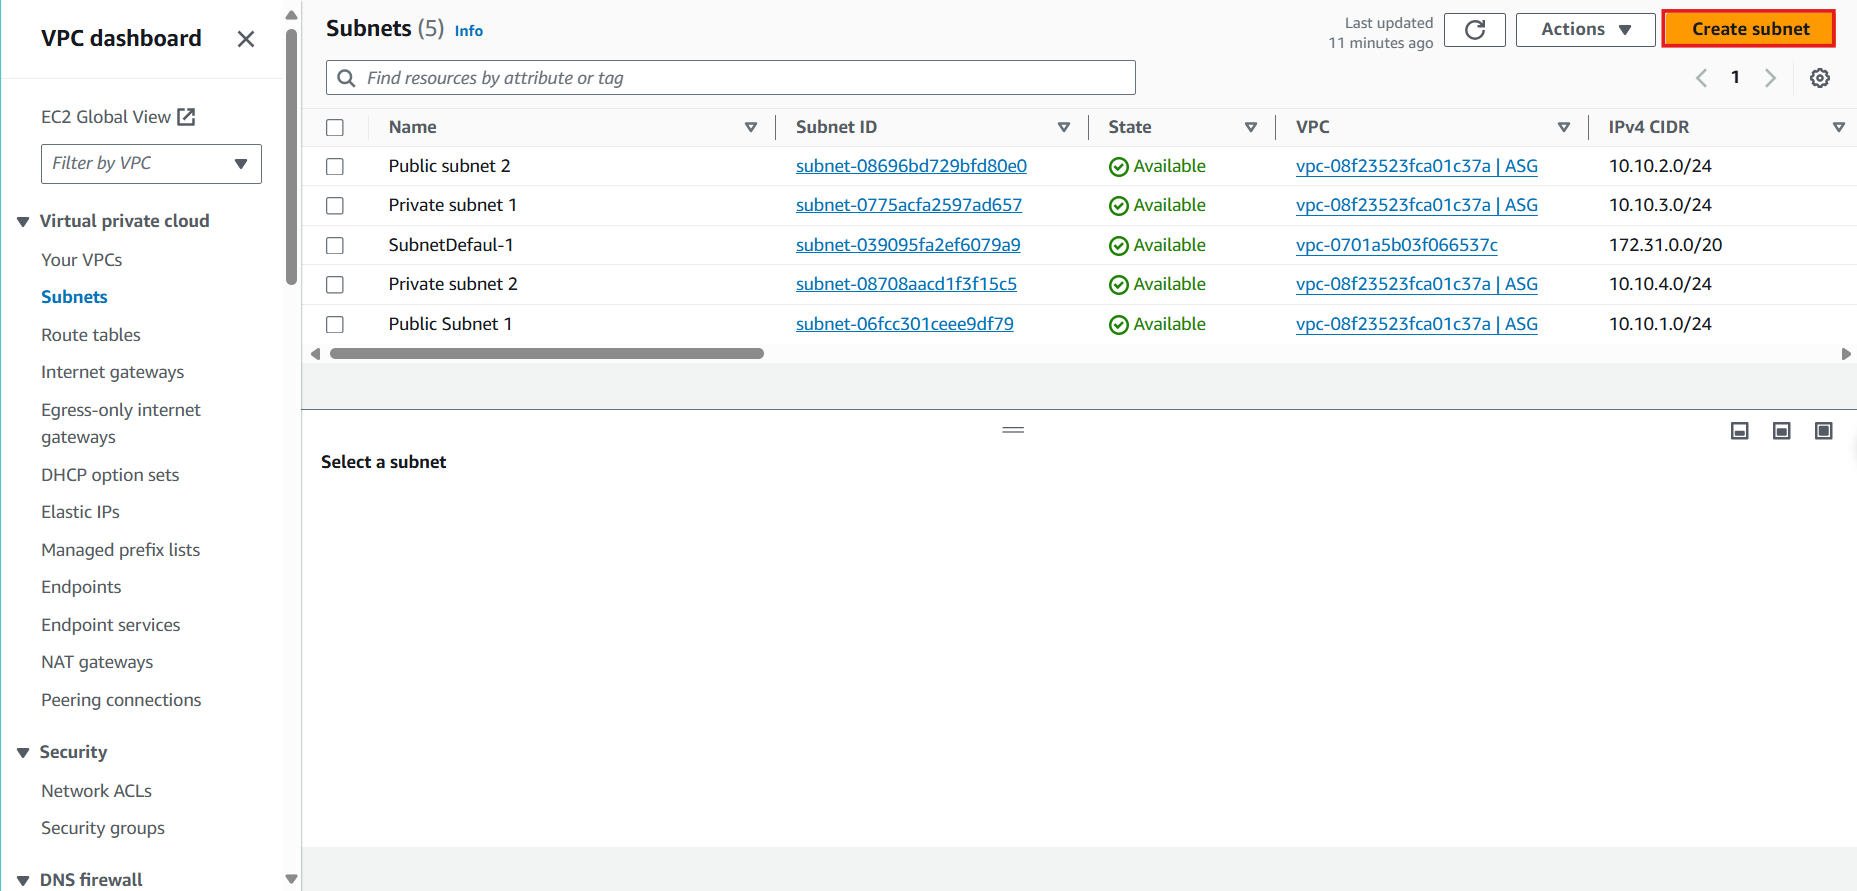 VPC dashboard
EC2 Global View
Filter by VPC
Virtual private cloud
Your VPCs
Subnets
Route tables
Internet gateways
Egress-only internet
gateways
DHCP option sets
Elastic IPs
Managed prefix lists
Endpoints
Endpoint services
NAT gateways
Peering connections
Security
Network ACLs
Security groups
DNS firewall
Subnets (5) Info
Last updated
11 minutes ago
Actions
Create subnet
Find resources by attribute or tag
1
Name Subnet ID State VPC IPv4 CIDR
Public subnet 2 subnet-08696bd729bfd80e0 Available vpc-08f23523fca01c37a | ASG 10.10.2.0/24
Private subnet 1 subnet-0775acfa2597ad657 Available vpc-08f23523fca01c37a | ASG 10.10.3.0/24
SubnetDefaul-1 subnet-039095fa2ef6079a9 Available vpc-0701a5b03f066537c 172.31.0.0/20
Private subnet 2 subnet-08708aacd1f3f15c5 Available vpc-08f23523fca01c37a | ASG 10.10.4.0/24
Public Subnet 1 subnet-06fcc301ceee9df79 Available vpc-08f23523fca01c37a | ASG 10.10.1.0/24
Select a subnet